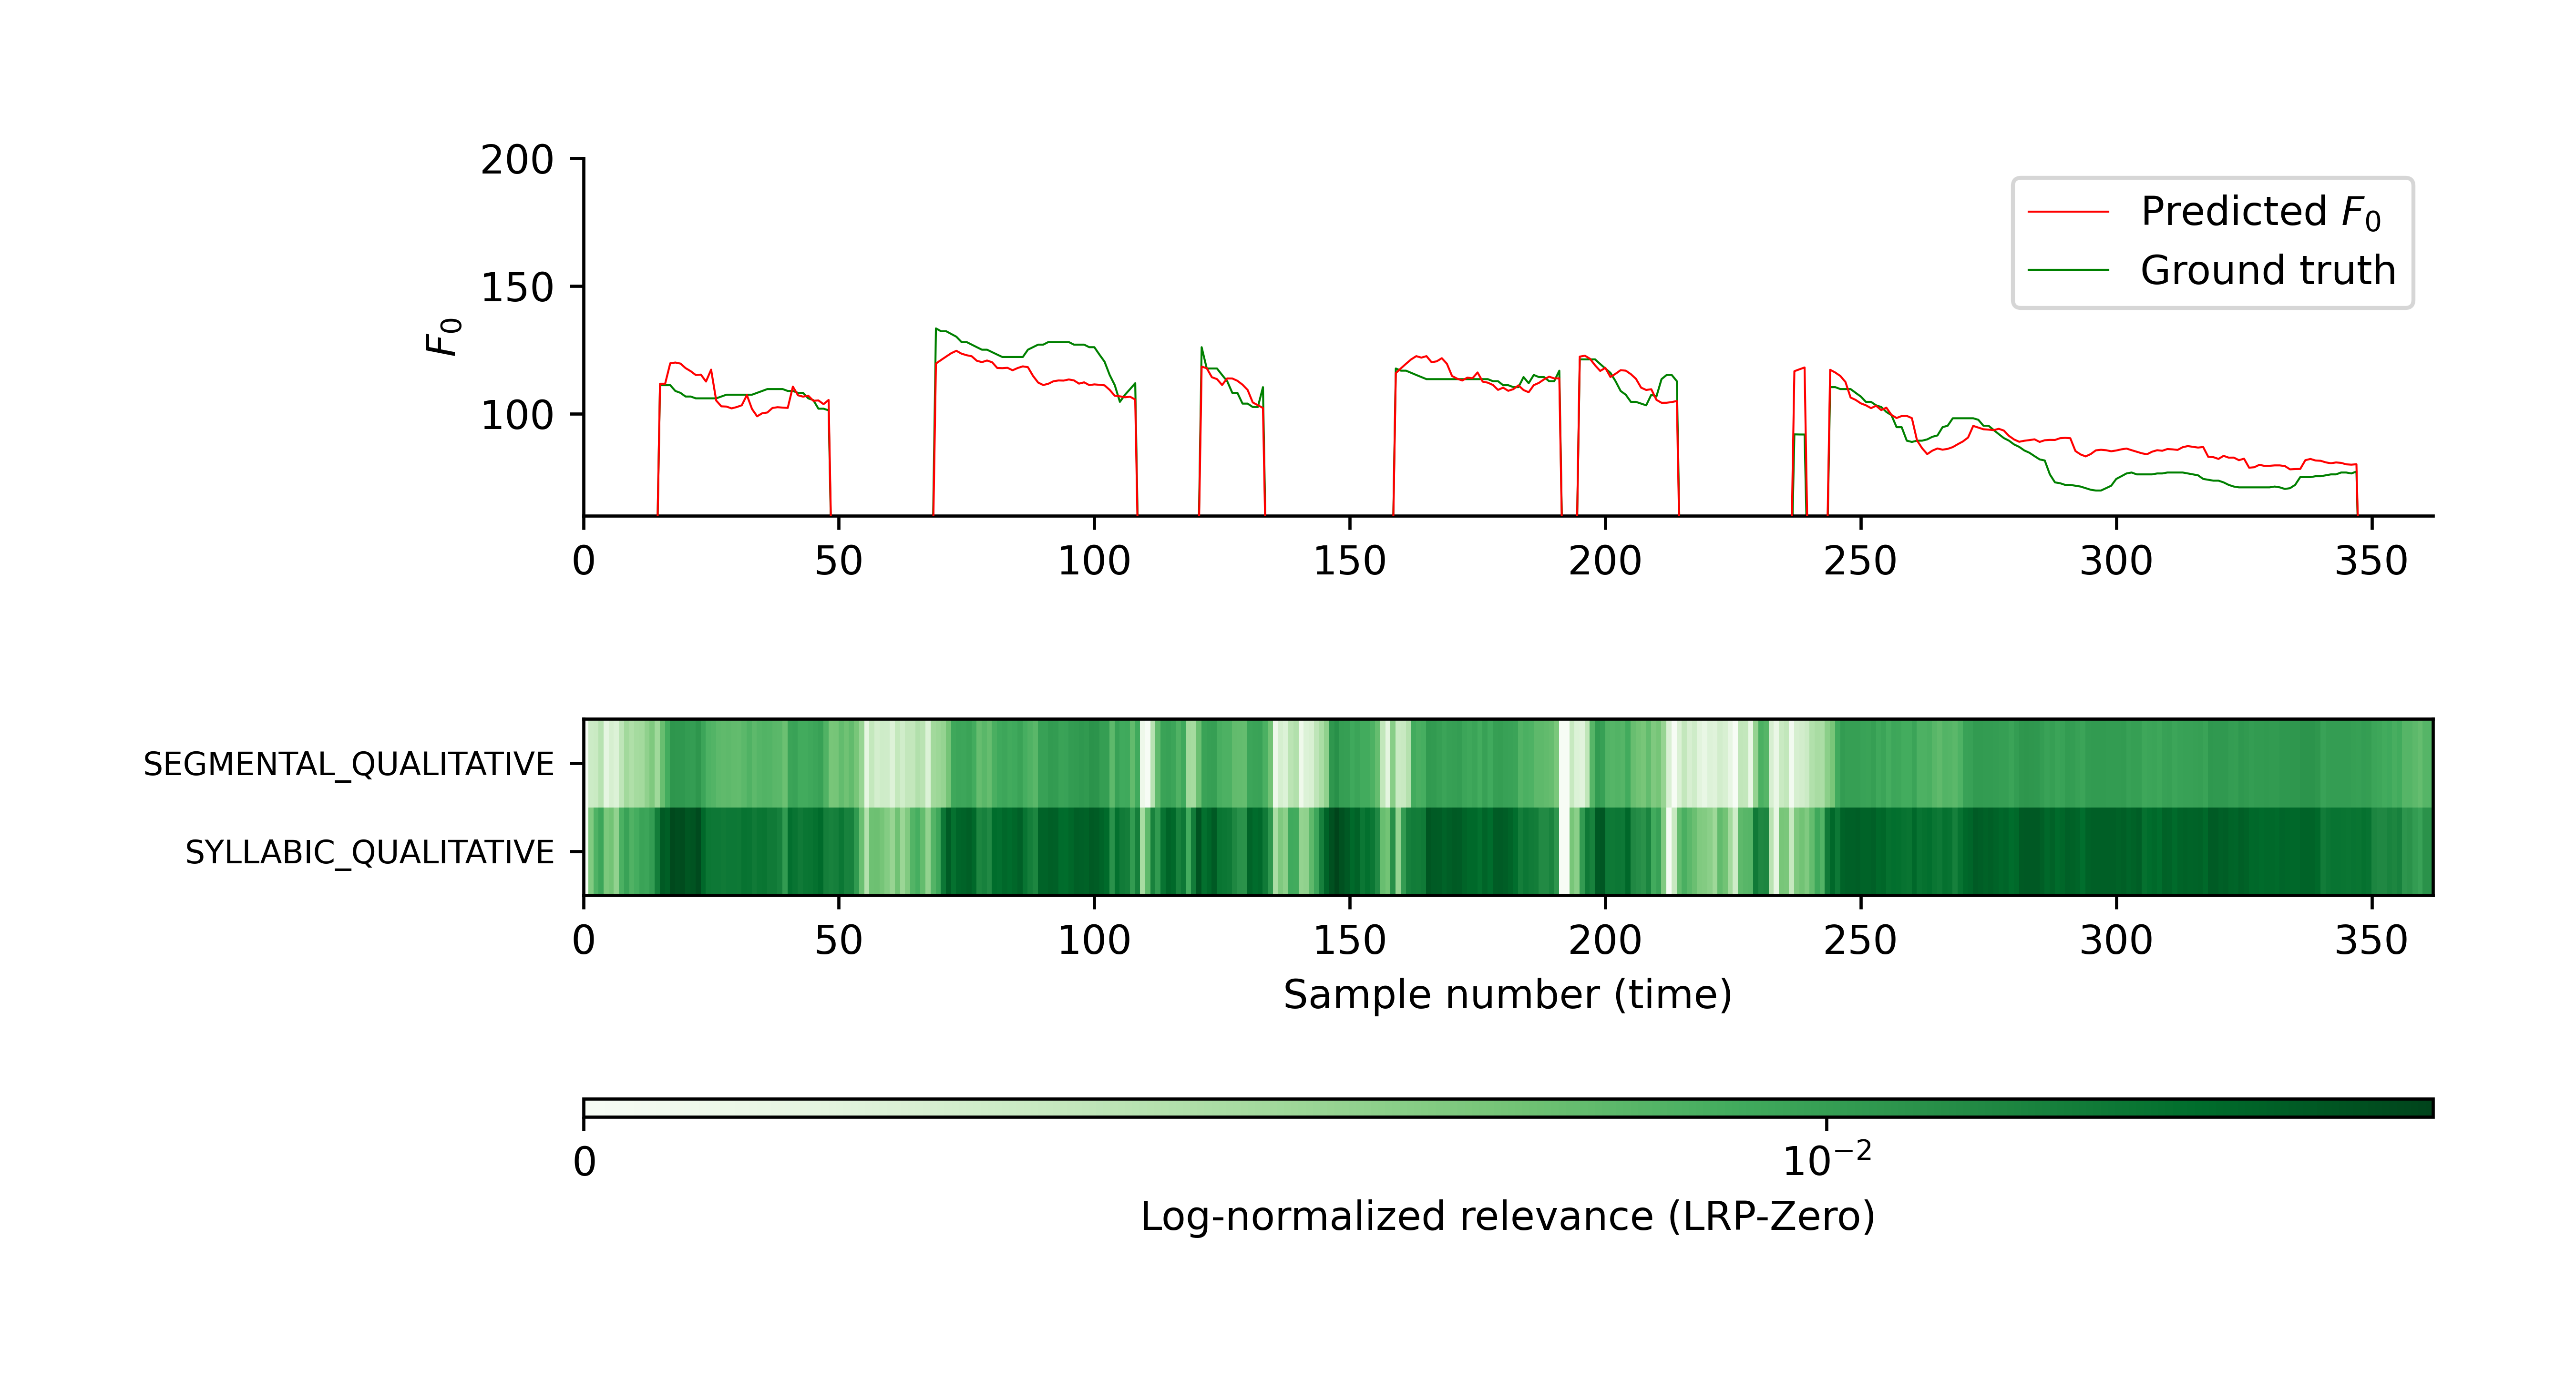 200
150
100
F0
Predicted F0
Ground truth
0 50 100 150 200 250 300 350
SEGMENTAL_QUALITATIVE
SYLLABIC_QUALITATIVE
0 50 100 150 200 250 300 350
Sample number (time)
0 10−2
Log-normalized relevance (LRP-Zero)